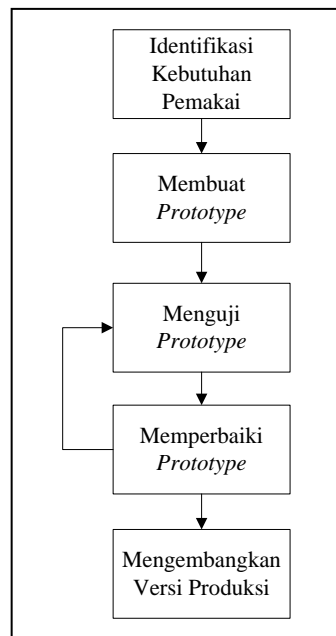 Identifikasi
Kebutuhan
Pemakai
Membuat
Prototype
Menguji
Prototype
Memperbaiki
Prototype
Mengembangkan
Versi Produksi